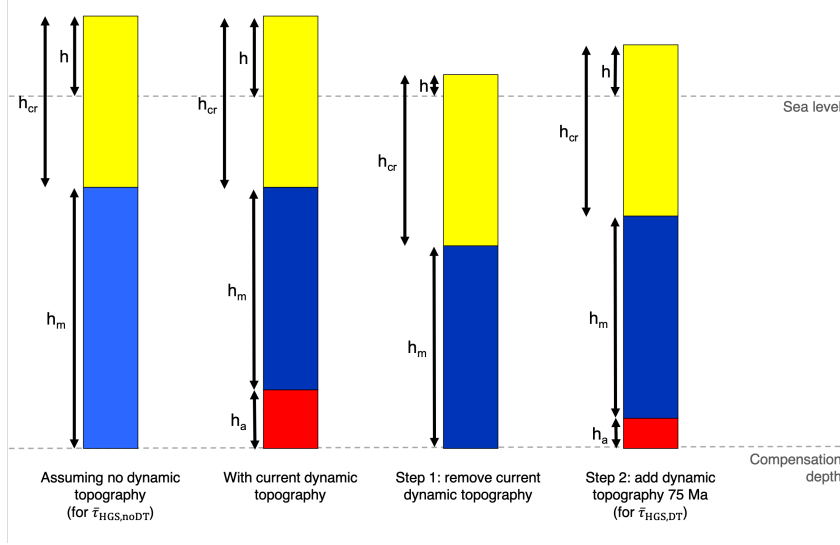 h
h
h
h
h_cr
h_cr
Sea level
h_cr
h_cr
h_m
h_m
h_m
h_m
h_a
h_a
Compensation
depth
Assuming no dynamic
topography
(for τ̄_HGS,noDT)
With current dynamic
topography
Step 1: remove current
dynamic topography
Step 2: add dynamic
topography 75 Ma
(for τ̄_HGS,DT)